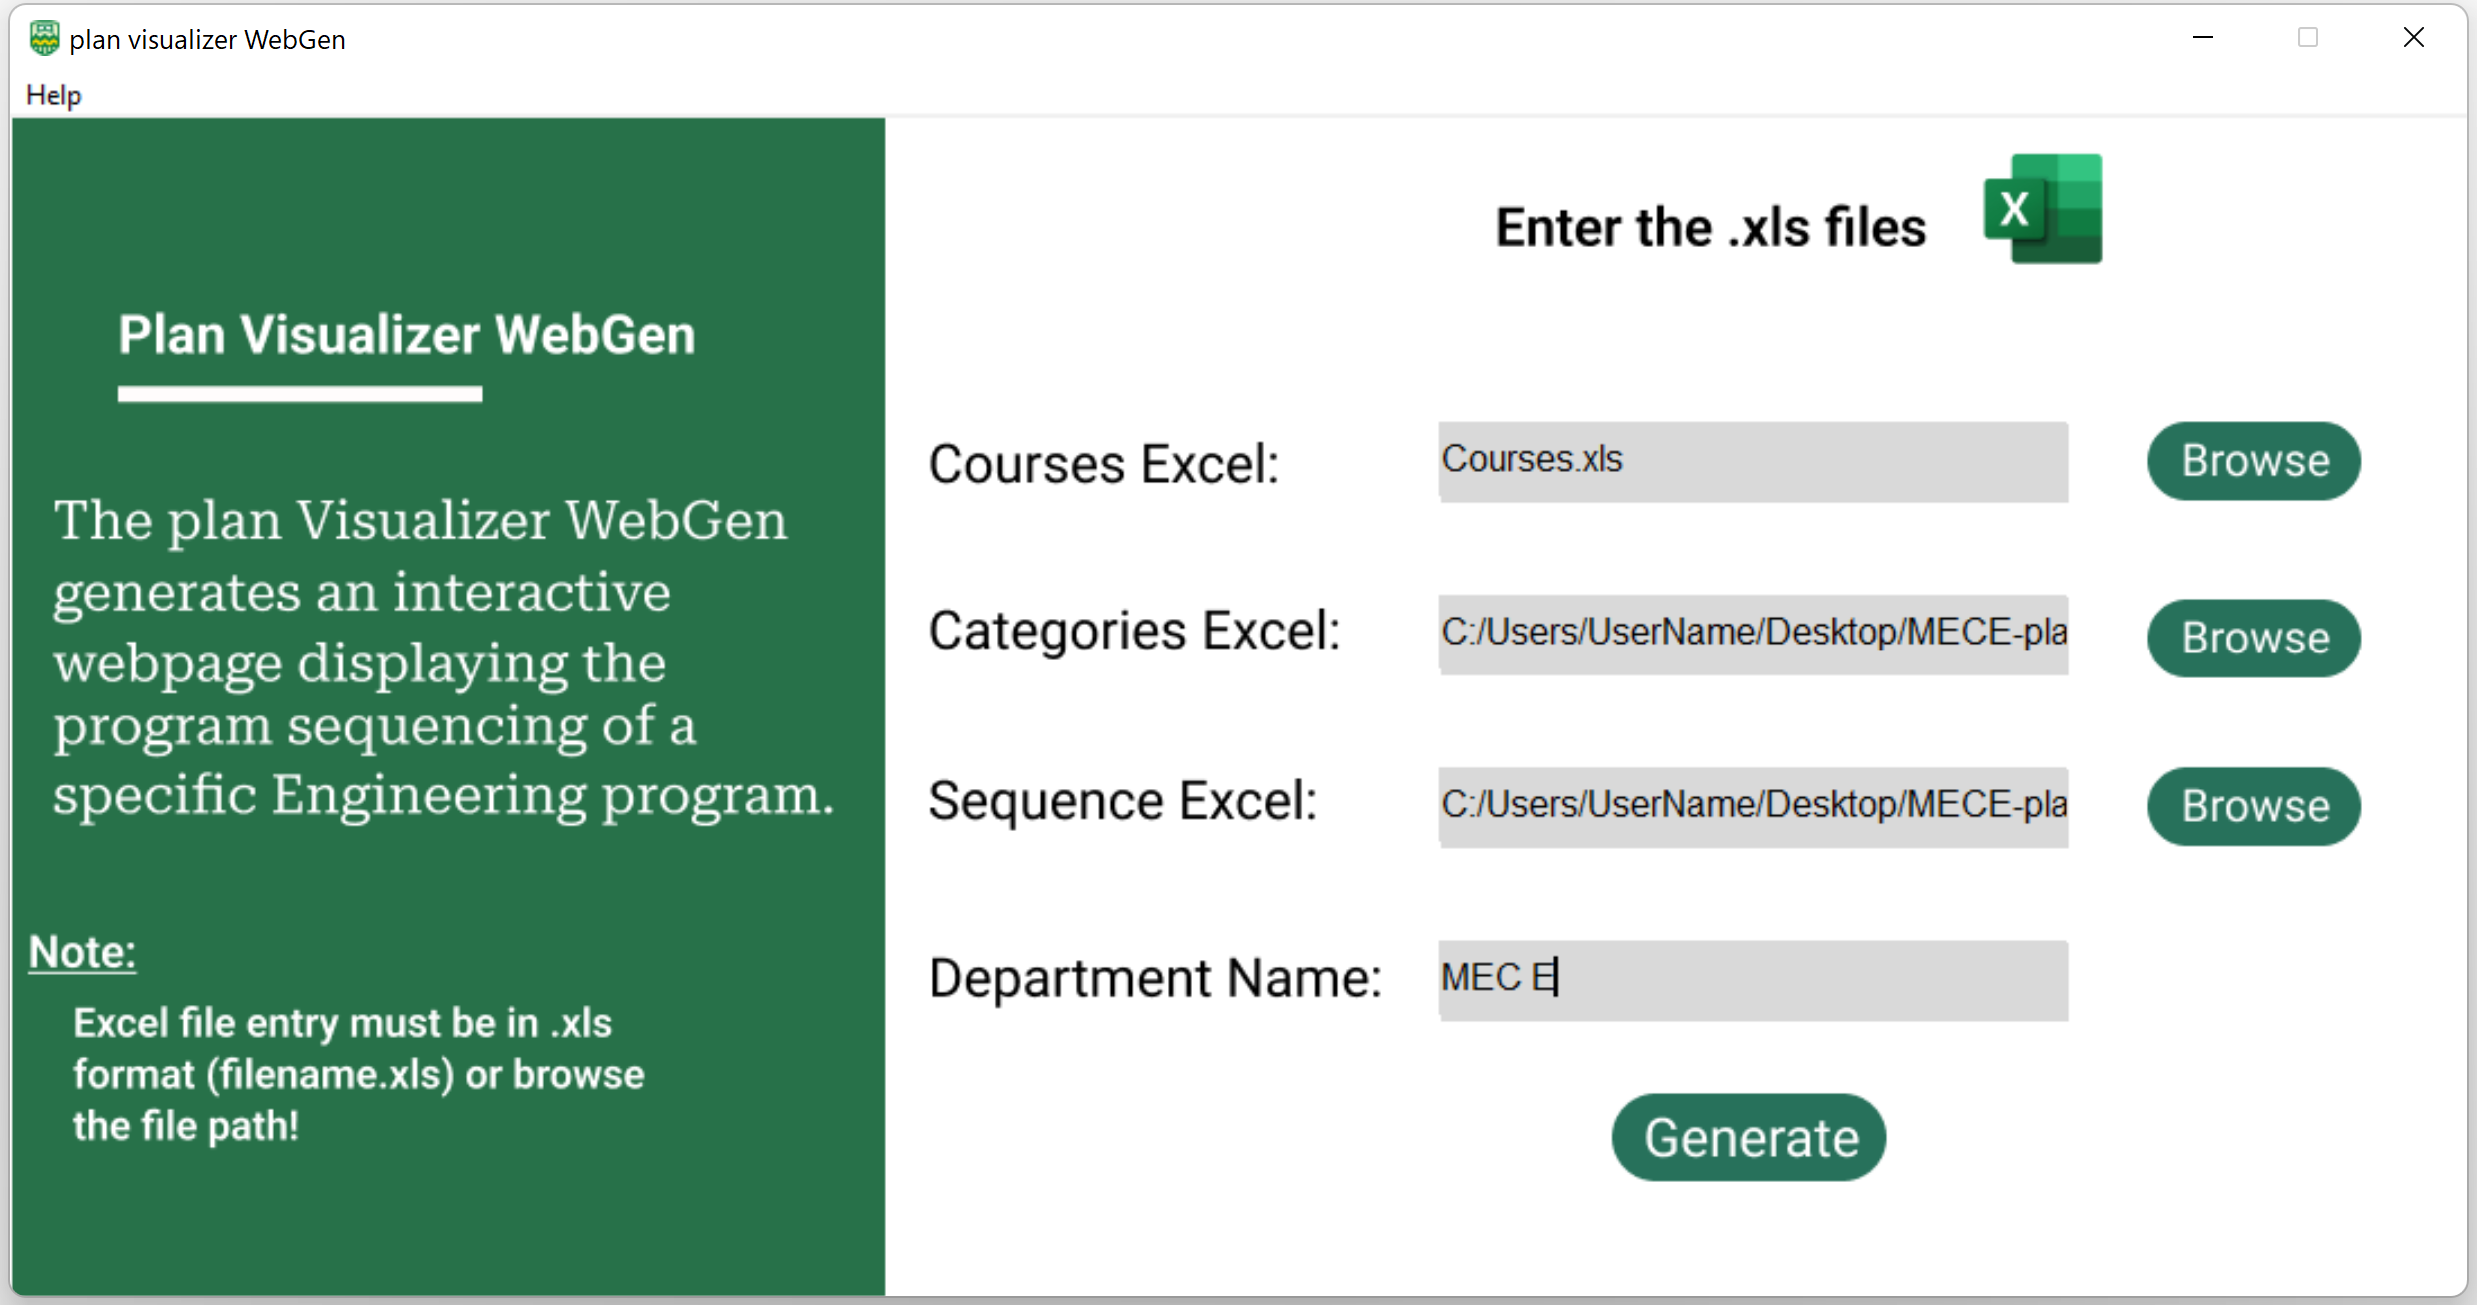 plan visualizer WebGen
Help
Plan Visualizer WebGen
The plan Visualizer WebGen
generates an interactive
webpage displaying the
program sequencing of a
specific Engineering program.
Note:
Excel file entry must be in .xls
format (filename.xls) or browse
the file path!
Enter the .xls files
X
Courses Excel:
Courses.xls
Browse
Categories Excel:
C:/Users/UserName/Desktop/MECE-pla
Browse
Sequence Excel:
C:/Users/UserName/Desktop/MECE-pla
Browse
Department Name:
MEC E
Generate